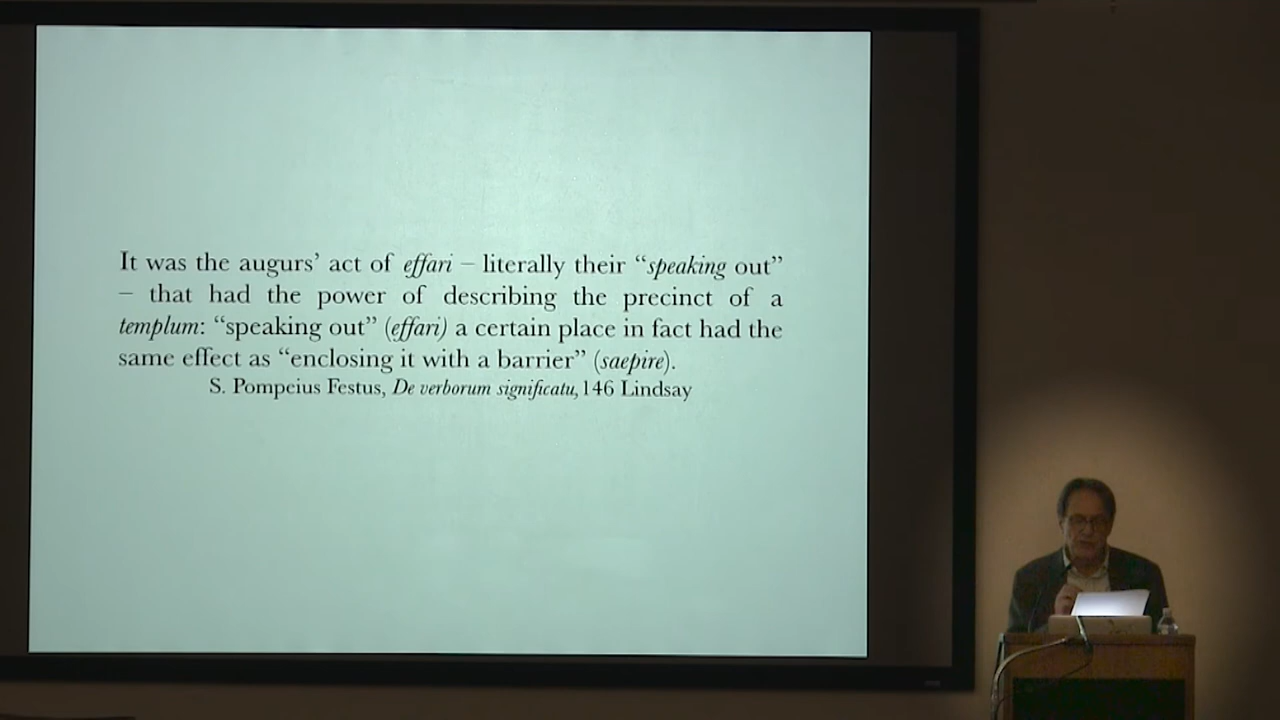 It was the augurs’ act of effari – literally their “speaking out”
– that had the power of describing the precinct of a
templum: “speaking out” (effari) a certain place in fact had the
same effect as “enclosing it with a barrier” (saepire).
S. Pompeius Festus, De verborum significatu, 146 Lindsay